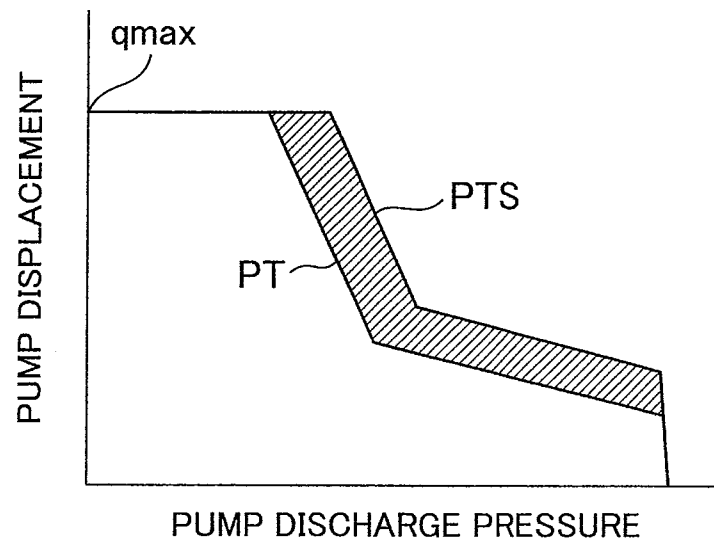 qmax
PUMP DISPLACEMENT
PTS
PT
PUMP DISCHARGE PRESSURE